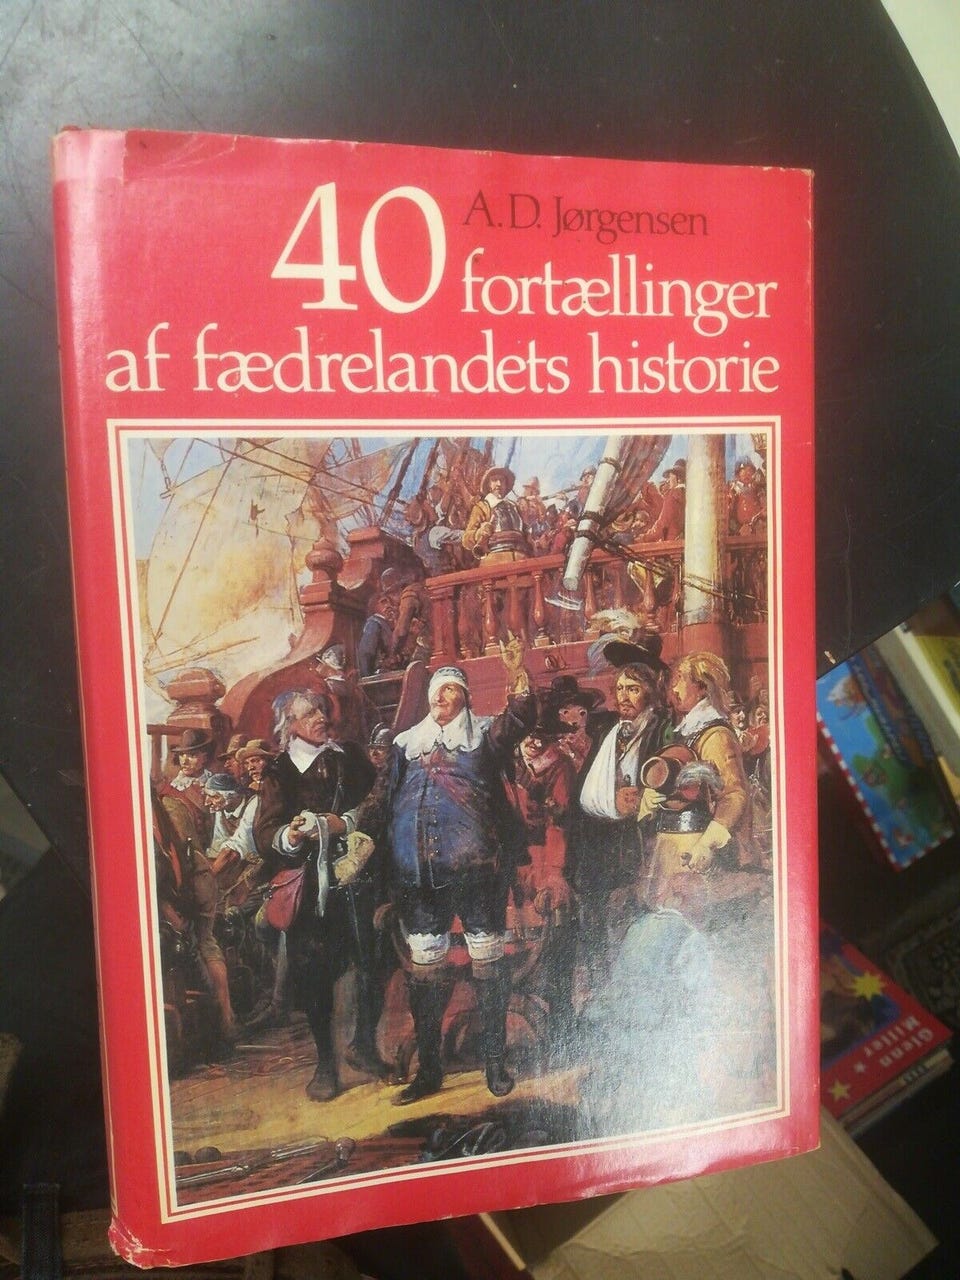 A.D. Jørgensen
40 fortællinger
af fædrelandets historie
Glenn
Miller